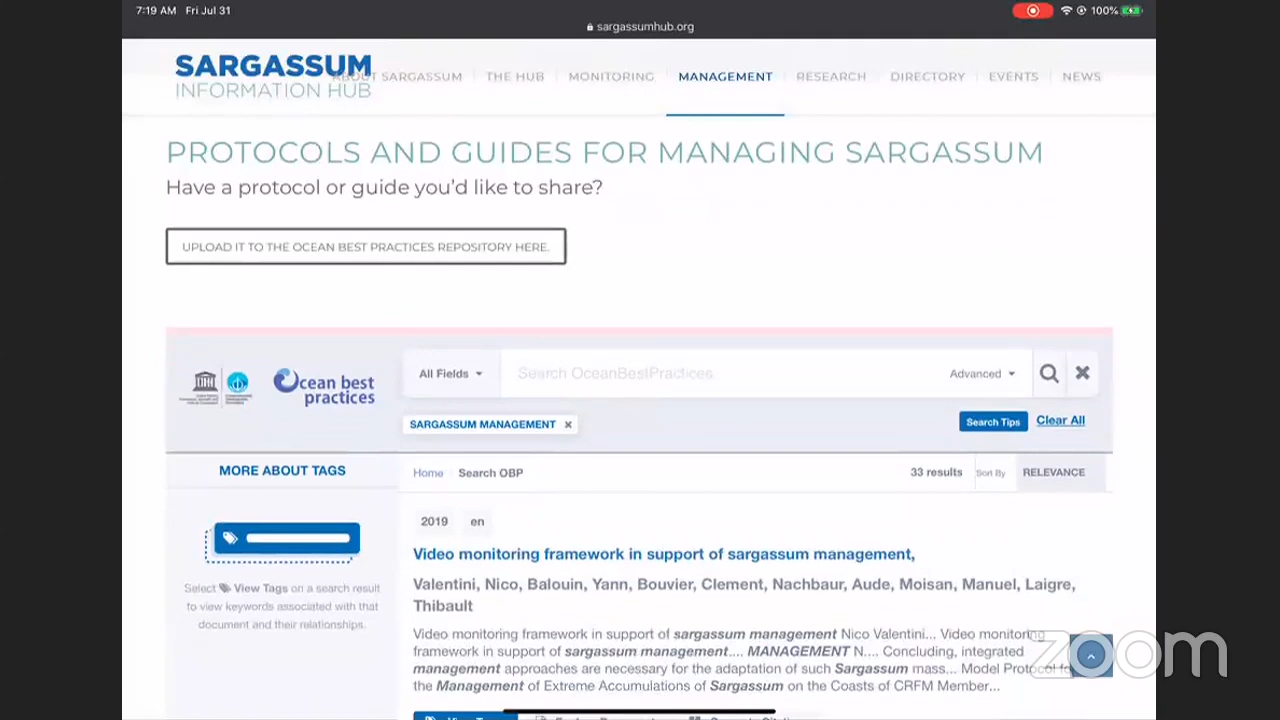 7:19 AM Fri Jul 31
100%
sargassumhub.org
SARGASSUM
INFORMATION HUB
ABOUT SARGASSUM THE HUB MONITORING MANAGEMENT RESEARCH DIRECTORY EVENTS NEWS
PROTOCOLS AND GUIDES FOR MANAGING SARGASSUM
Have a protocol or guide you'd like to share?
UPLOAD IT TO THE OCEAN BEST PRACTICES REPOSITORY HERE.
Ocean best
practices
All Fields
Search OceanBestPractices
Advanced
SARGASSUM MANAGEMENT
Search Tips
Clear All
MORE ABOUT TAGS
Home Search OBP
33 results Sort By RELEVANCE
Select View Tags on a search result
to view keywords associated with that
document and their relationships.
2019 en
Video monitoring framework in support of sargassum management,
Valentini, Nico, Balouin, Yann, Bouvier, Clement, Nachbaur, Aude, Moisan, Manuel, Laigre,
Thibault
Video monitoring framework in support of sargassum management Nico Valentini... Video monitoring
framework in support of sargassum management.... MANAGEMENT N.... Concluding, integrated
management approaches are necessary for the adaptation of such Sargassum mass... Model Protocol
the Management of Extreme Accumulations of Sargassum on the Coasts of CRFM Member...
zoom